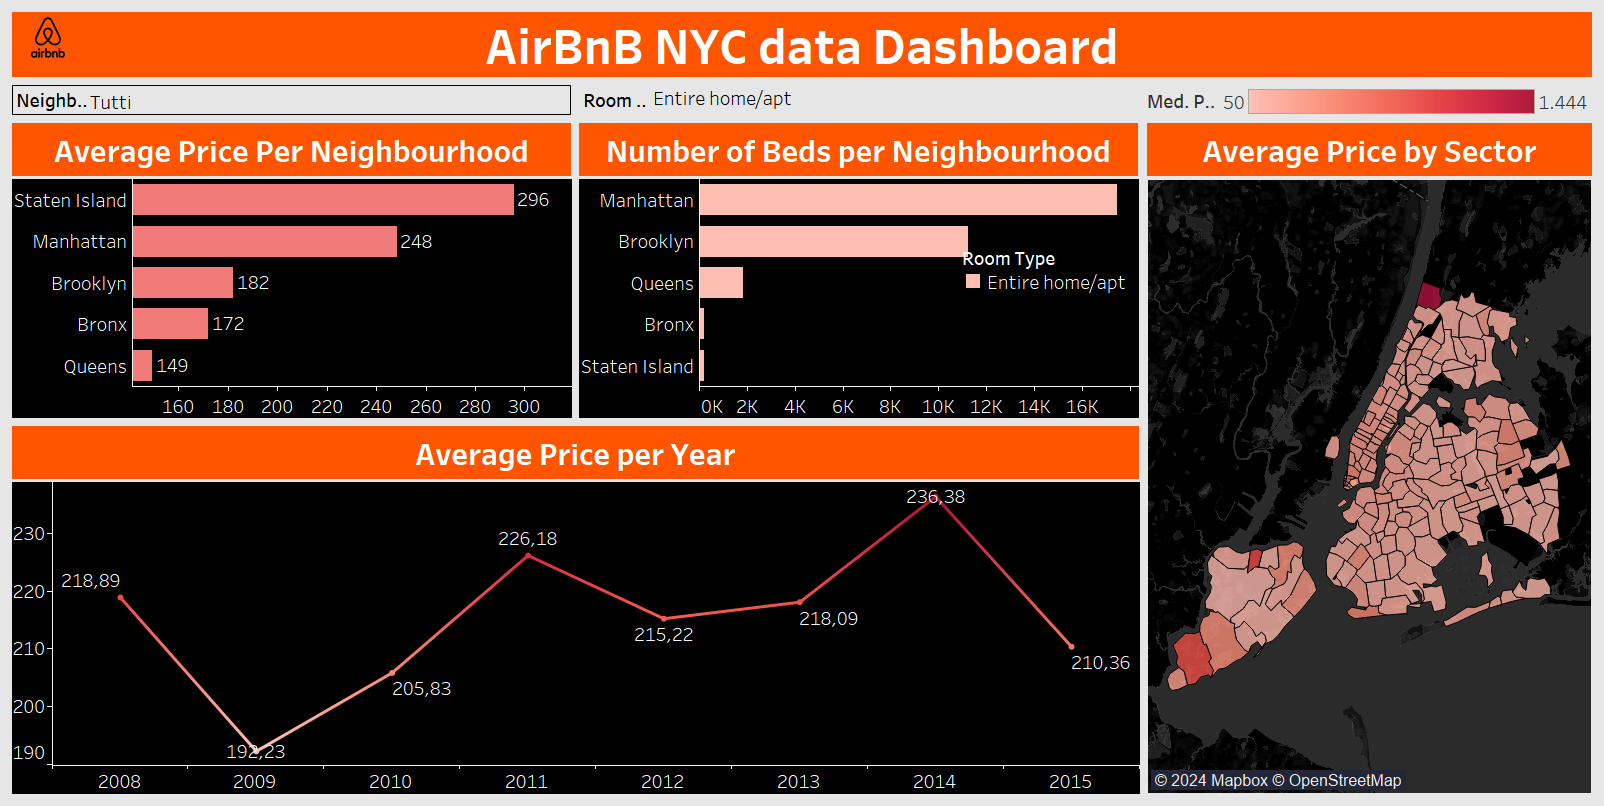 airbnb
AirBnB NYC data Dashboard
Neighb.. Tutti
Room .. Entire home/apt
Med. P.. 50 1.444
Average Price Per Neighbourhood
Staten Island 296
Manhattan 248
Brooklyn 182
Bronx 172
Queens 149
160 180 200 220 240 260 280 300
Number of Beds per Neighbourhood
Manhattan
Brooklyn
Queens
Bronx
Staten Island
Room Type
Entire home/apt
0K 2K 4K 6K 8K 10K 12K 14K 16K
Average Price by Sector
© 2024 Mapbox © OpenStreetMap
Average Price per Year
230
220
210
200
190
218,89
192,23
205,83
226,18
215,22
218,09
236,38
210,36
2008 2009 2010 2011 2012 2013 2014 2015